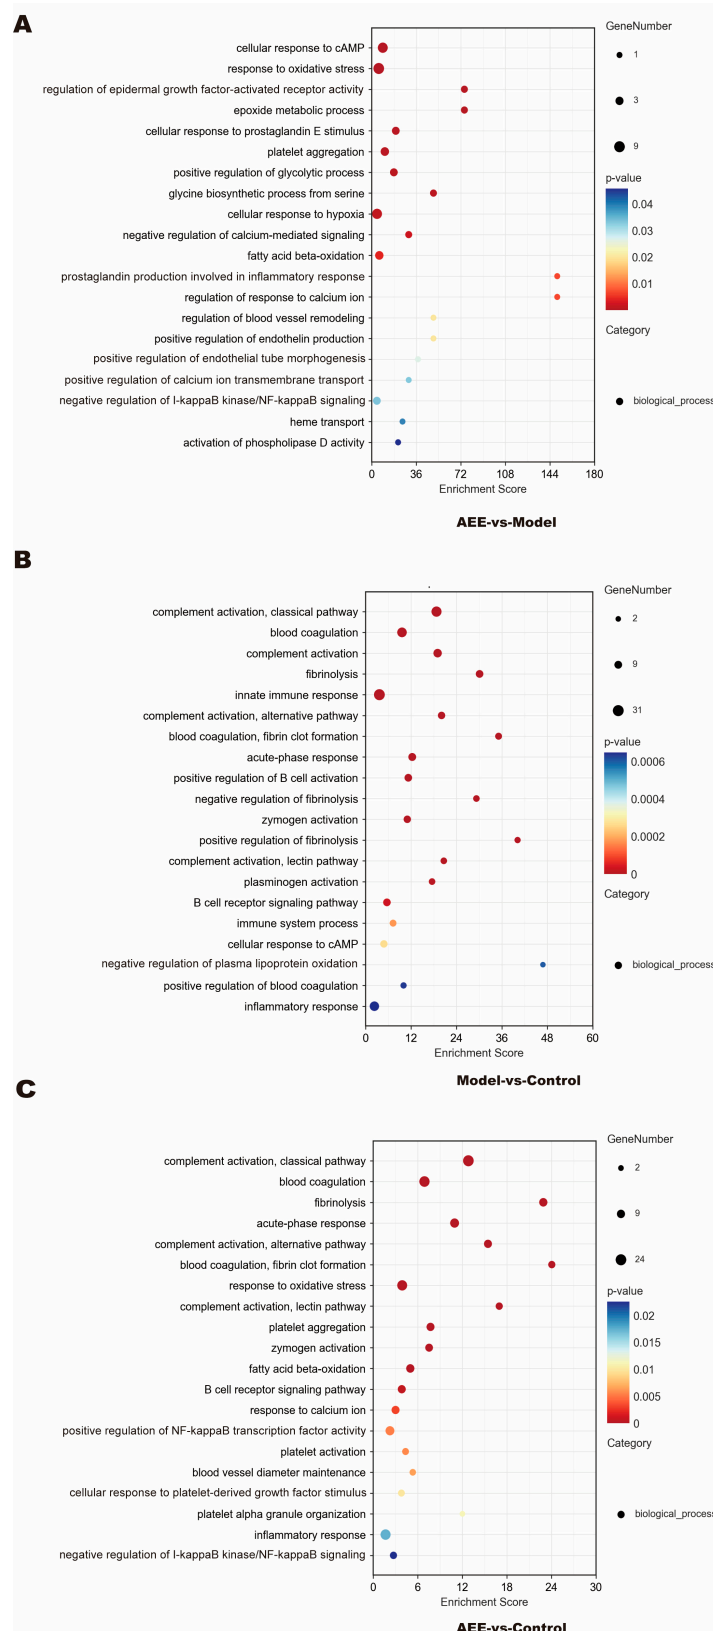 A
GeneNumber
cellular response to cAMP
1
response to oxidative stress
regulation of epidermal growth factor-activated receptor activity
3
epoxide metabolic process
cellular response to prostaglandin E stimulus
9
platelet aggregation
positive regulation of glycolytic process
p-value
glycine biosynthetic process from serine
0.04
cellular response to hypoxia
0.03
negative regulation of calcium-mediated signaling
0.02
fatty acid beta-oxidation
0.01
prostaglandin production involved in inflammatory response
regulation of response to calcium ion
regulation of blood vessel remodeling
Category
positive regulation of endothelin production
positive regulation of endothelial tube morphogenesis
positive regulation of calcium ion transmembrane transport
negative regulation of I-kappaB kinase/NF-kappaB signaling
biological_process
heme transport
activation of phospholipase D activity
0 36 72 108 144 180
Enrichment Score
AEE-vs-Model
B
GeneNumber
complement activation, classical pathway
2
blood coagulation
complement activation
9
fibrinolysis
innate immune response
31
complement activation, alternative pathway
blood coagulation, fibrin clot formation
p-value
acute-phase response
0.0006
positive regulation of B cell activation
0.0004
negative regulation of fibrinolysis
zymogen activation
0.0002
positive regulation of fibrinolysis
complement activation, lectin pathway
0
plasminogen activation
Category
B cell receptor signaling pathway
immune system process
cellular response to cAMP
negative regulation of plasma lipoprotein oxidation
biological_process
positive regulation of blood coagulation
inflammatory response
0 12 24 36 48 60
Enrichment Score
Model-vs-Control
C
GeneNumber
complement activation, classical pathway
2
blood coagulation
fibrinolysis
9
acute-phase response
complement activation, alternative pathway
24
blood coagulation, fibrin clot formation
response to oxidative stress
p-value
complement activation, lectin pathway
0.02
platelet aggregation
0.015
zymogen activation
0.01
fatty acid beta-oxidation
0.005
B cell receptor signaling pathway
0
response to calcium ion
positive regulation of NF-kappaB transcription factor activity
Category
platelet activation
blood vessel diameter maintenance
cellular response to platelet-derived growth factor stimulus
platelet alpha granule organization
biological_process
inflammatory response
negative regulation of I-kappaB kinase/NF-kappaB signaling
0 6 12 18 24 30
Enrichment Score
AEE-vs-Control